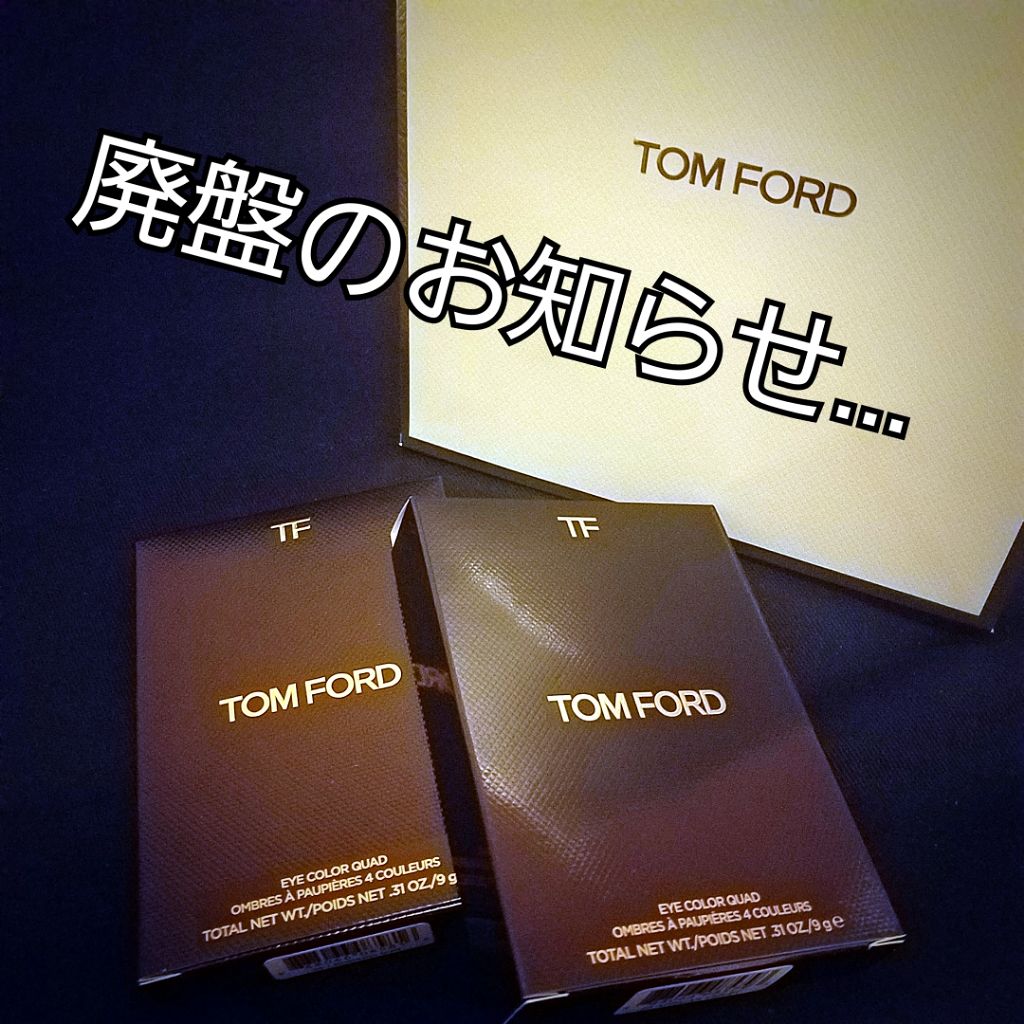 TOM FORD
廃盤のお知らせ...
TF
TOM FORD
EYE COLOR QUAD
OMBRES À PAUPIÈRES 4 COULEURS
TOTAL NET WT./POIDS NET .31 OZ./9 g
TF
TOM FORD
EYE COLOR QUAD
OMBRES À PAUPIÈRES 4 COULEURS
TOTAL NET WT./POIDS NET .31 OZ./9 g e